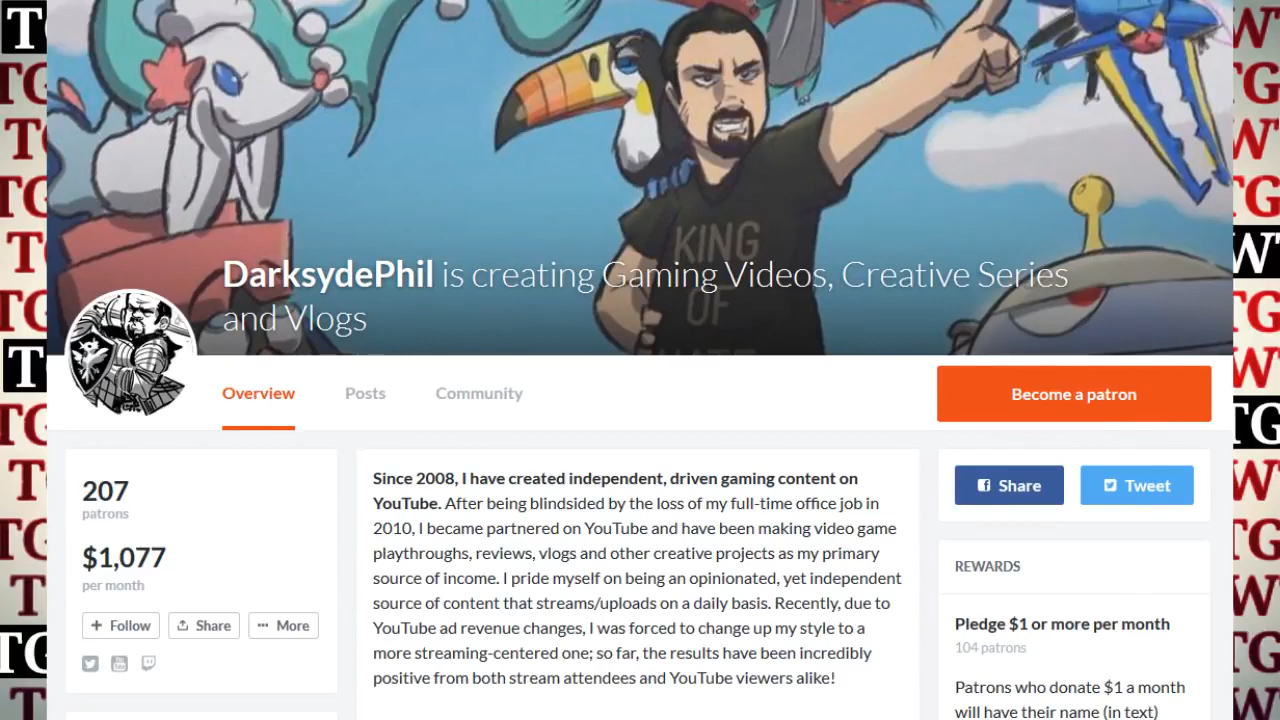 KING
OF
DarksydePhil is creating Gaming Videos, Creative Series
and Vlogs
Overview
Posts
Community
Become a patron
207
patrons
$1,077
per month
Follow
Share
More
Since 2008, I have created independent, driven gaming content on
YouTube. After being blindsided by the loss of my full-time office job in
2010, I became partnered on YouTube and have been making video game
playthroughs, reviews, vlogs and other creative projects as my primary
source of income. I pride myself on being an opinionated, yet independent
source of content that streams/uploads on a daily basis. Recently, due to
YouTube ad revenue changes, I was forced to change up my style to a
more streaming-centered one; so far, the results have been incredibly
positive from both stream attendees and YouTube viewers alike!
Share
Tweet
REWARDS
Pledge $1 or more per month
104 patrons
Patrons who donate $1 a month
will have their name (in text)